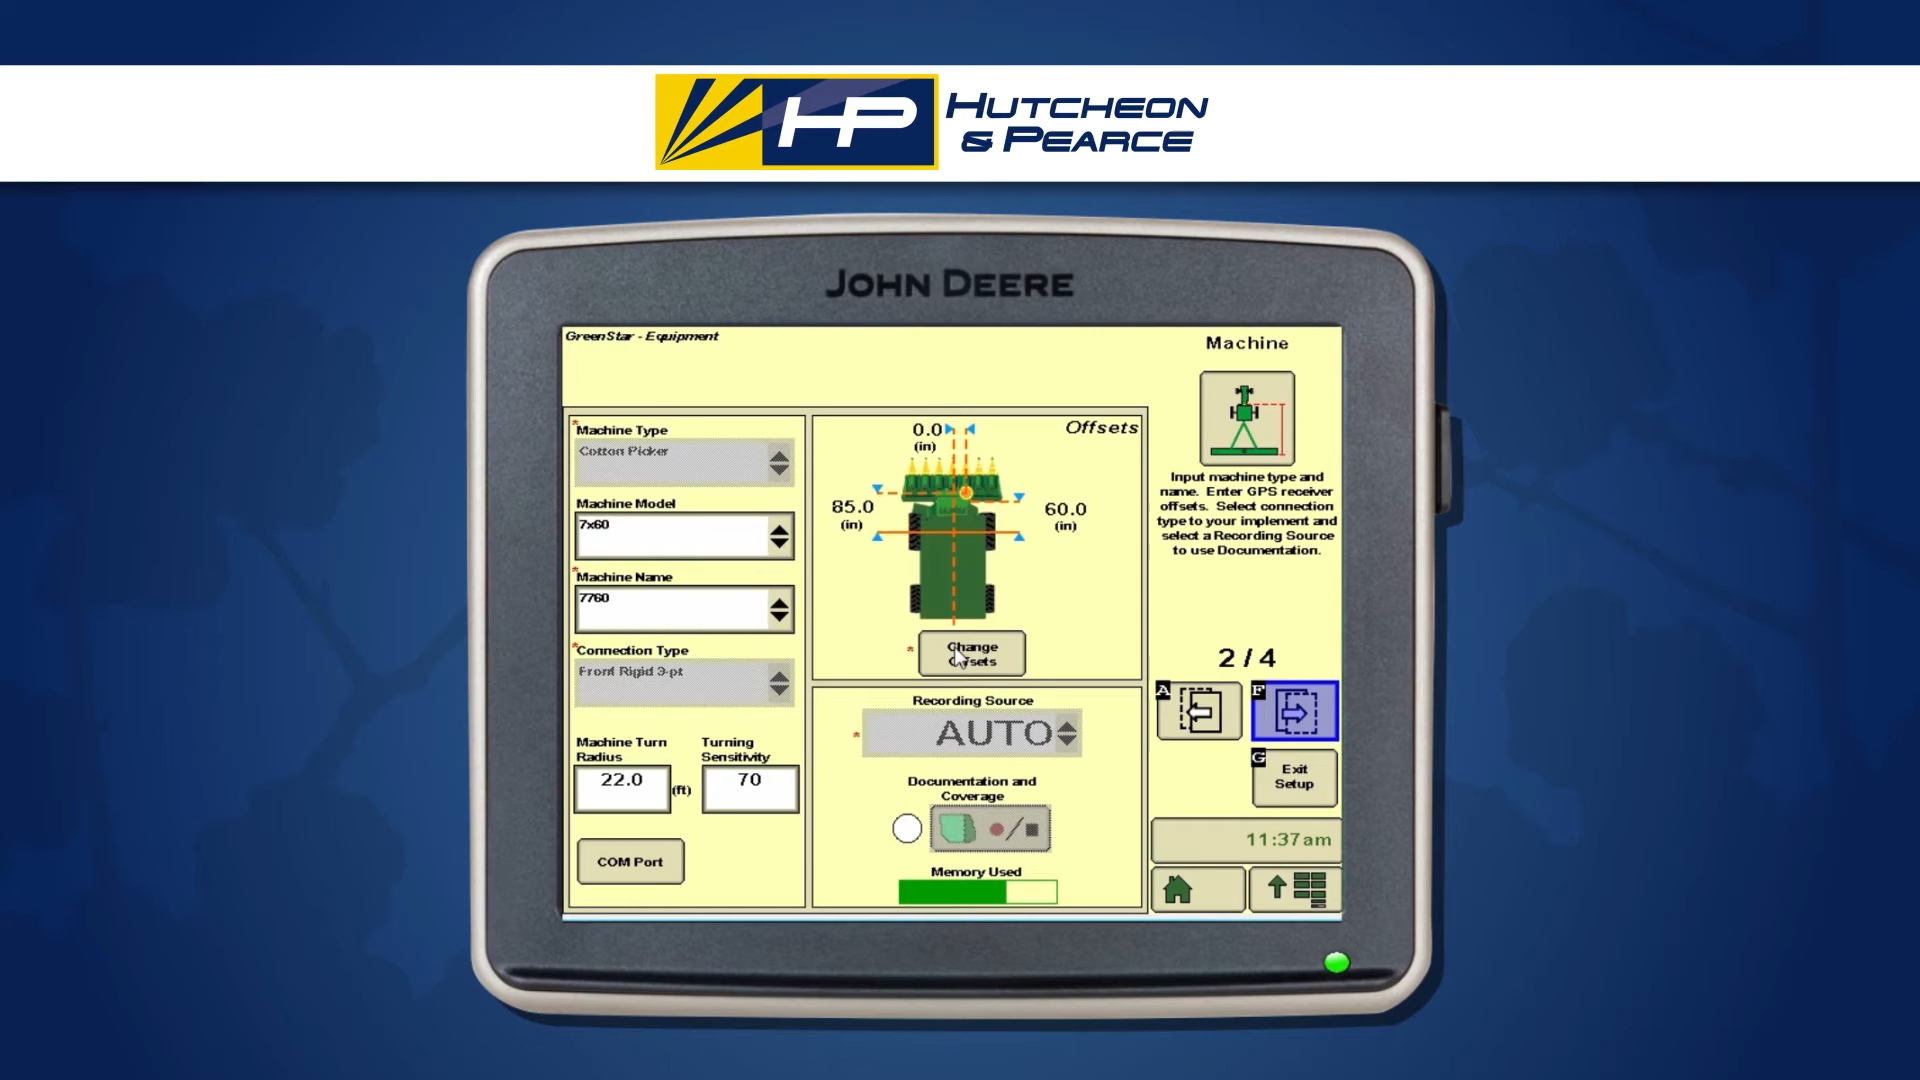 HP
HUTCHEON
& PEARCE
JOHN DEERE
GreenStar - Equipment
Machine
* Machine Type
Cotton Picker
Machine Model
7x60
* Machine Name
7760
* Connection Type
Front Rigid 3-pt
Machine Turn
Radius
22.0
(ft)
Turning
Sensitivity
70
COM Port
Offsets
0.0
(in)
85.0
(in)
60.0
(in)
* Change
Offsets
Recording Source
* AUTO
Documentation and
Coverage
Memory Used
Input machine type and
name. Enter GPS receiver
offsets. Select connection
type to your implement and
select a Recording Source
to use Documentation.
2 / 4
A
F
G
Exit
Setup
11:37am